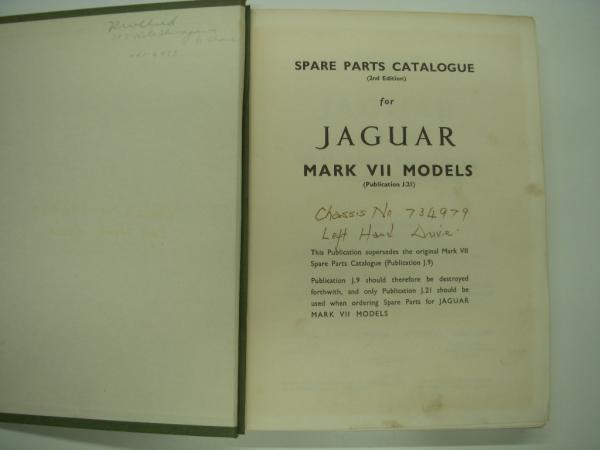 SPARE PARTS CATALOGUE
(2nd Edition)
for
JAGUAR
MARK VII MODELS
(Publication J.21)
Chassis No 734979
Left Hand Drive.
This Publication supersedes the original Mark VII
Spare Parts Catalogue (Publication J.9)
Publication J.9 should therefore be destroyed
forthwith, and only Publication J.21 should be
used when ordering Spare Parts for JAGUAR
MARK VII MODELS